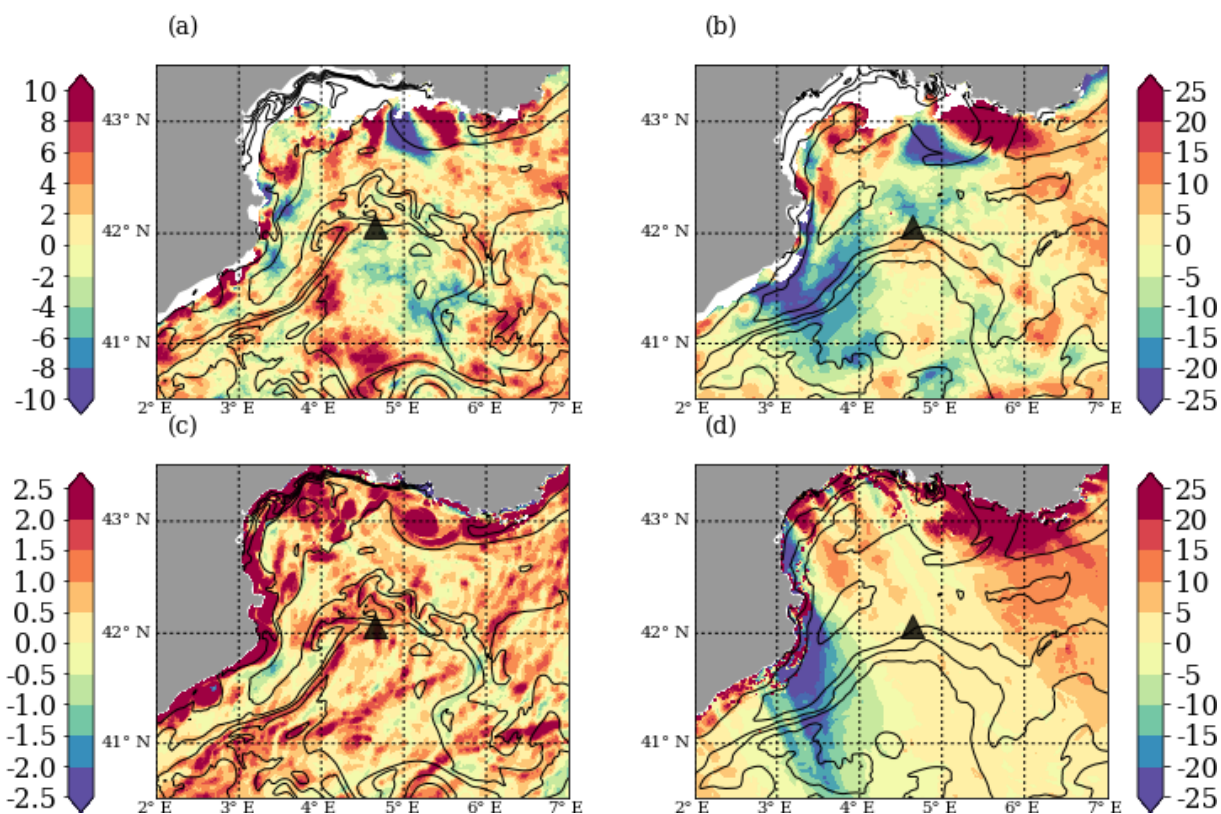 (a)
(b)
10
8
6
4
2
0
-2
-4
-6
-8
-10
43° N
42° N
41° N
2° E
3° E
4° E
5° E
6° E
7° E
43° N
42° N
41° N
2° E
3° E
4° E
5° E
6° E
7° E
25
20
15
10
5
0
-5
-10
-15
-20
-25
(c)
(d)
2.5
2.0
1.5
1.0
0.5
0.0
-0.5
-1.0
-1.5
-2.0
-2.5
43° N
42° N
41° N
2° E
3° E
4° E
5° E
6° E
7° E
43° N
42° N
41° N
2° E
3° E
4° E
5° E
6° E
7° E
25
20
15
10
5
0
-5
-10
-15
-20
-25